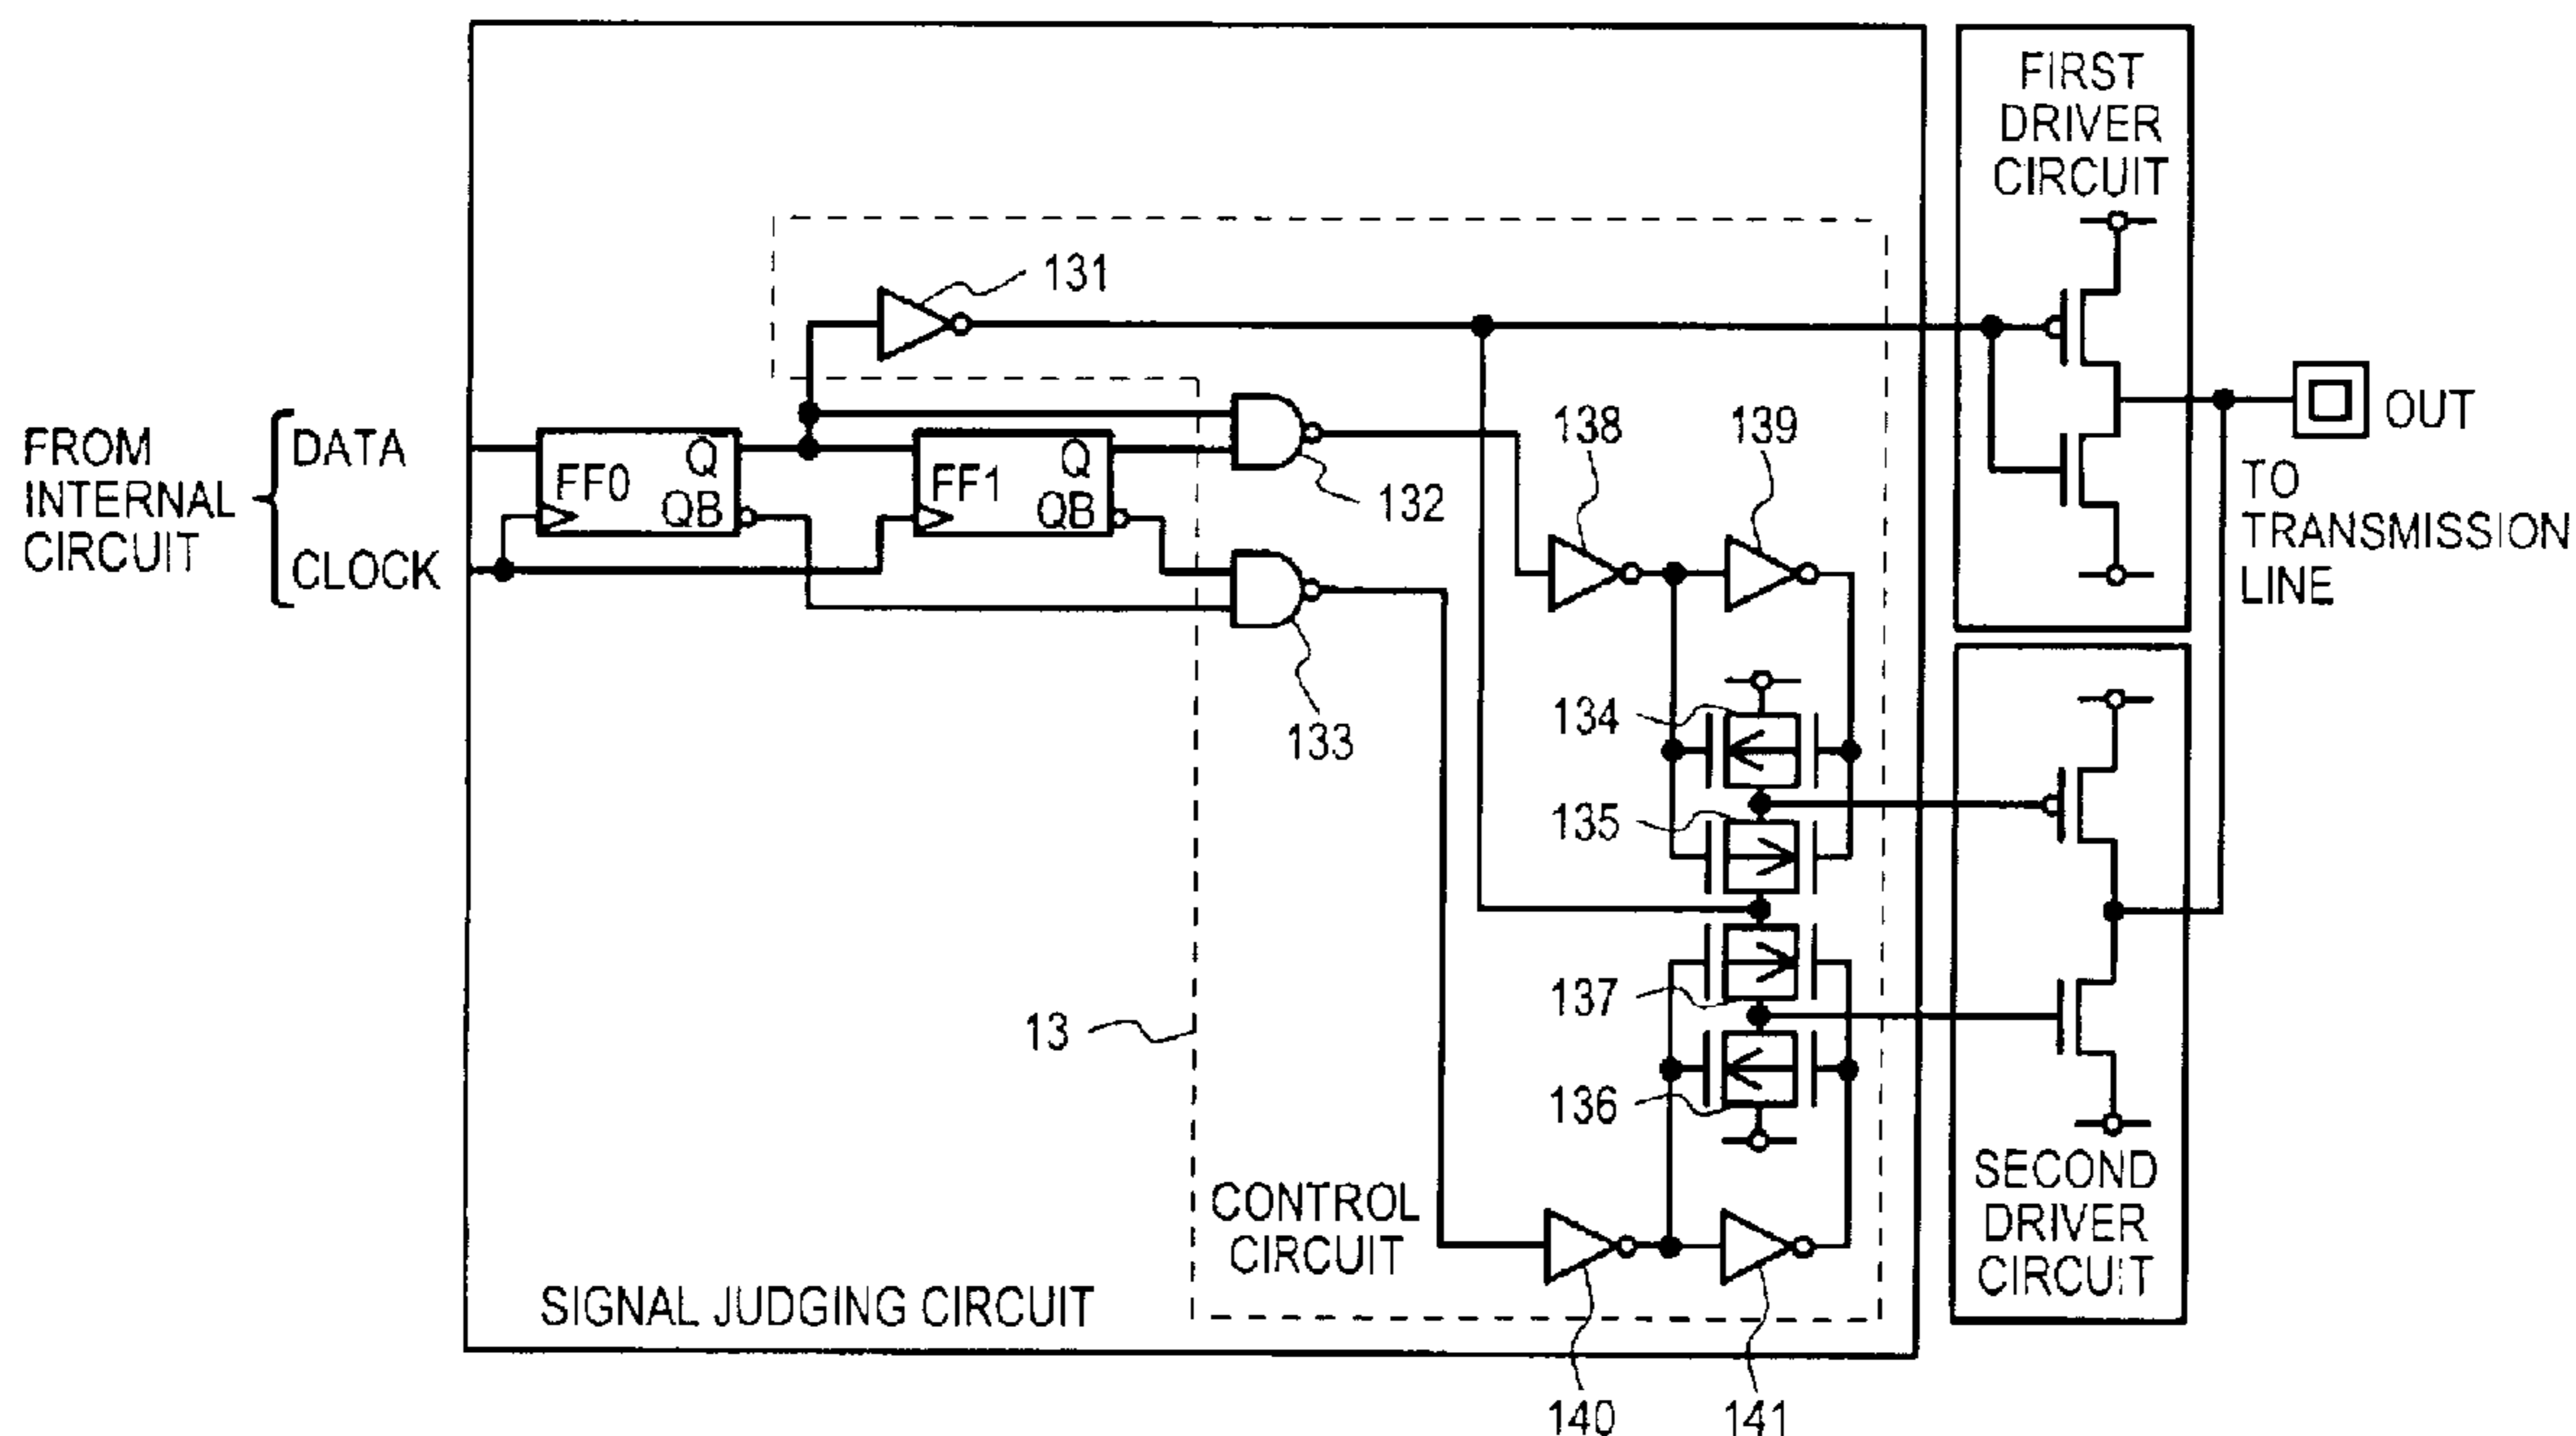 FIRST
DRIVER
CIRCUIT
131
FROM
INTERNAL
CIRCUIT
DATA
CLOCK
FF0
Q
QB
FF1
Q
QB
132
133
138
139
OUT
TO
TRANSMISSION
LINE
134
135
137
136
13
CONTROL
CIRCUIT
SIGNAL JUDGING CIRCUIT
SECOND
DRIVER
CIRCUIT
140
141